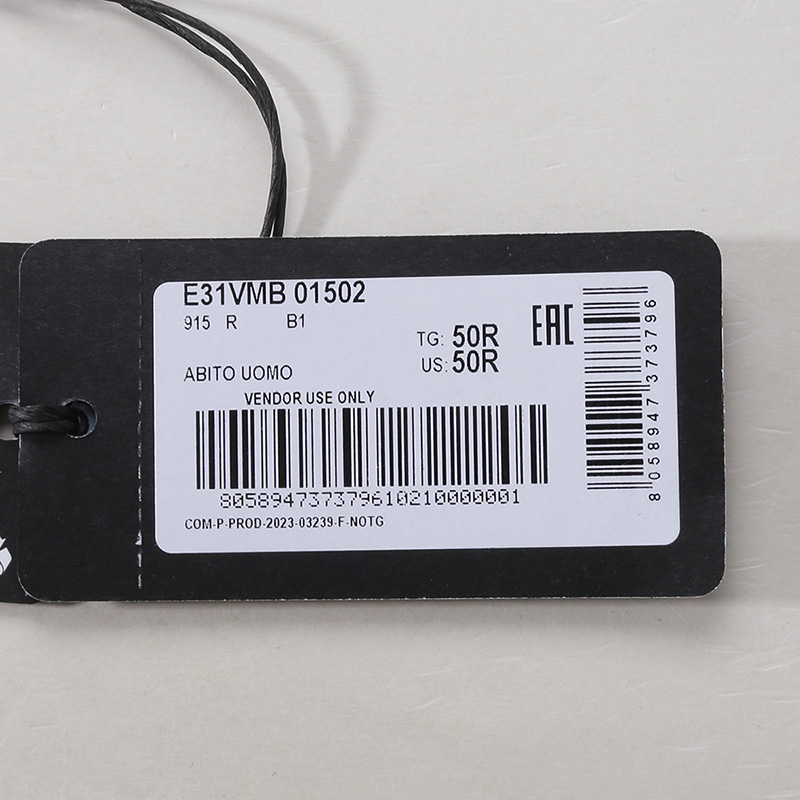 E31VMB 01502
915 R B1
TG: 50R
US: 50R
EAC
ABITO UOMO
VENDOR USE ONLY
805894737379610210000001
COM-P-PROD-2023-03239-F-NOTG
8 058947 373796